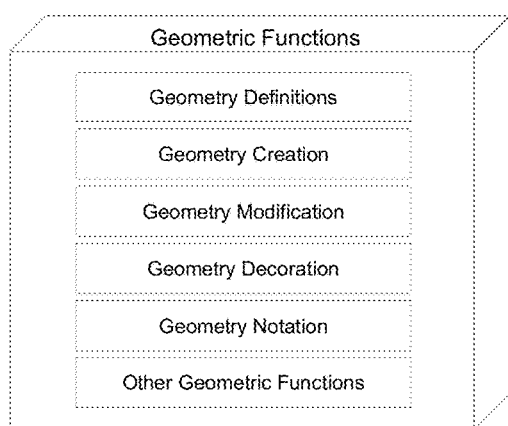 Geometric Functions
Geometry Definitions
Geometry Creation
Geometry Modification
Geometry Decoration
Geometry Notation
Other Geometric Functions